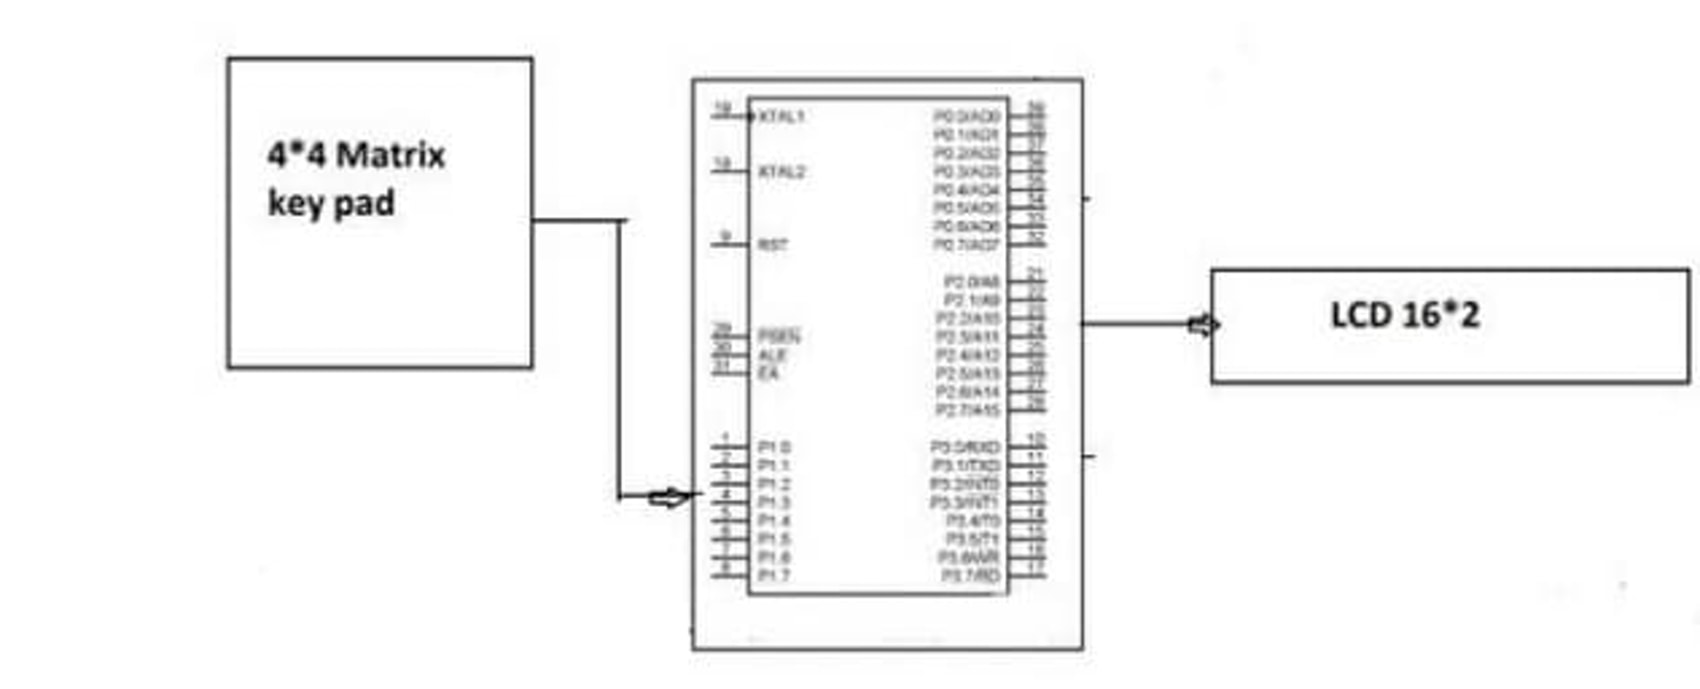 4*4 Matrix
key pad
19
XTAL1
18
XTAL2
9
RST
29
PSEN
30
ALE
31
EA
1
P1.0
2
P1.1
3
P1.2
4
P1.3
5
P1.4
6
P1.5
7
P1.6
8
P1.7
P0.0/AD0
39
P0.1/AD1
38
P0.2/AD2
37
P0.3/AD3
36
P0.4/AD4
35
P0.5/AD5
34
P0.6/AD6
33
P0.7/AD7
32
P2.0/A8
21
P2.1/A9
22
P2.2/A10
23
P2.3/A11
24
P2.4/A12
25
P2.5/A13
26
P2.6/A14
27
P2.7/A15
28
P3.0/RXD
10
P3.1/TXD
11
P3.2/INT0
12
P3.3/INT1
13
P3.4/T0
14
P3.5/T1
15
P3.6/WR
16
P3.7/RD
17
LCD 16*2